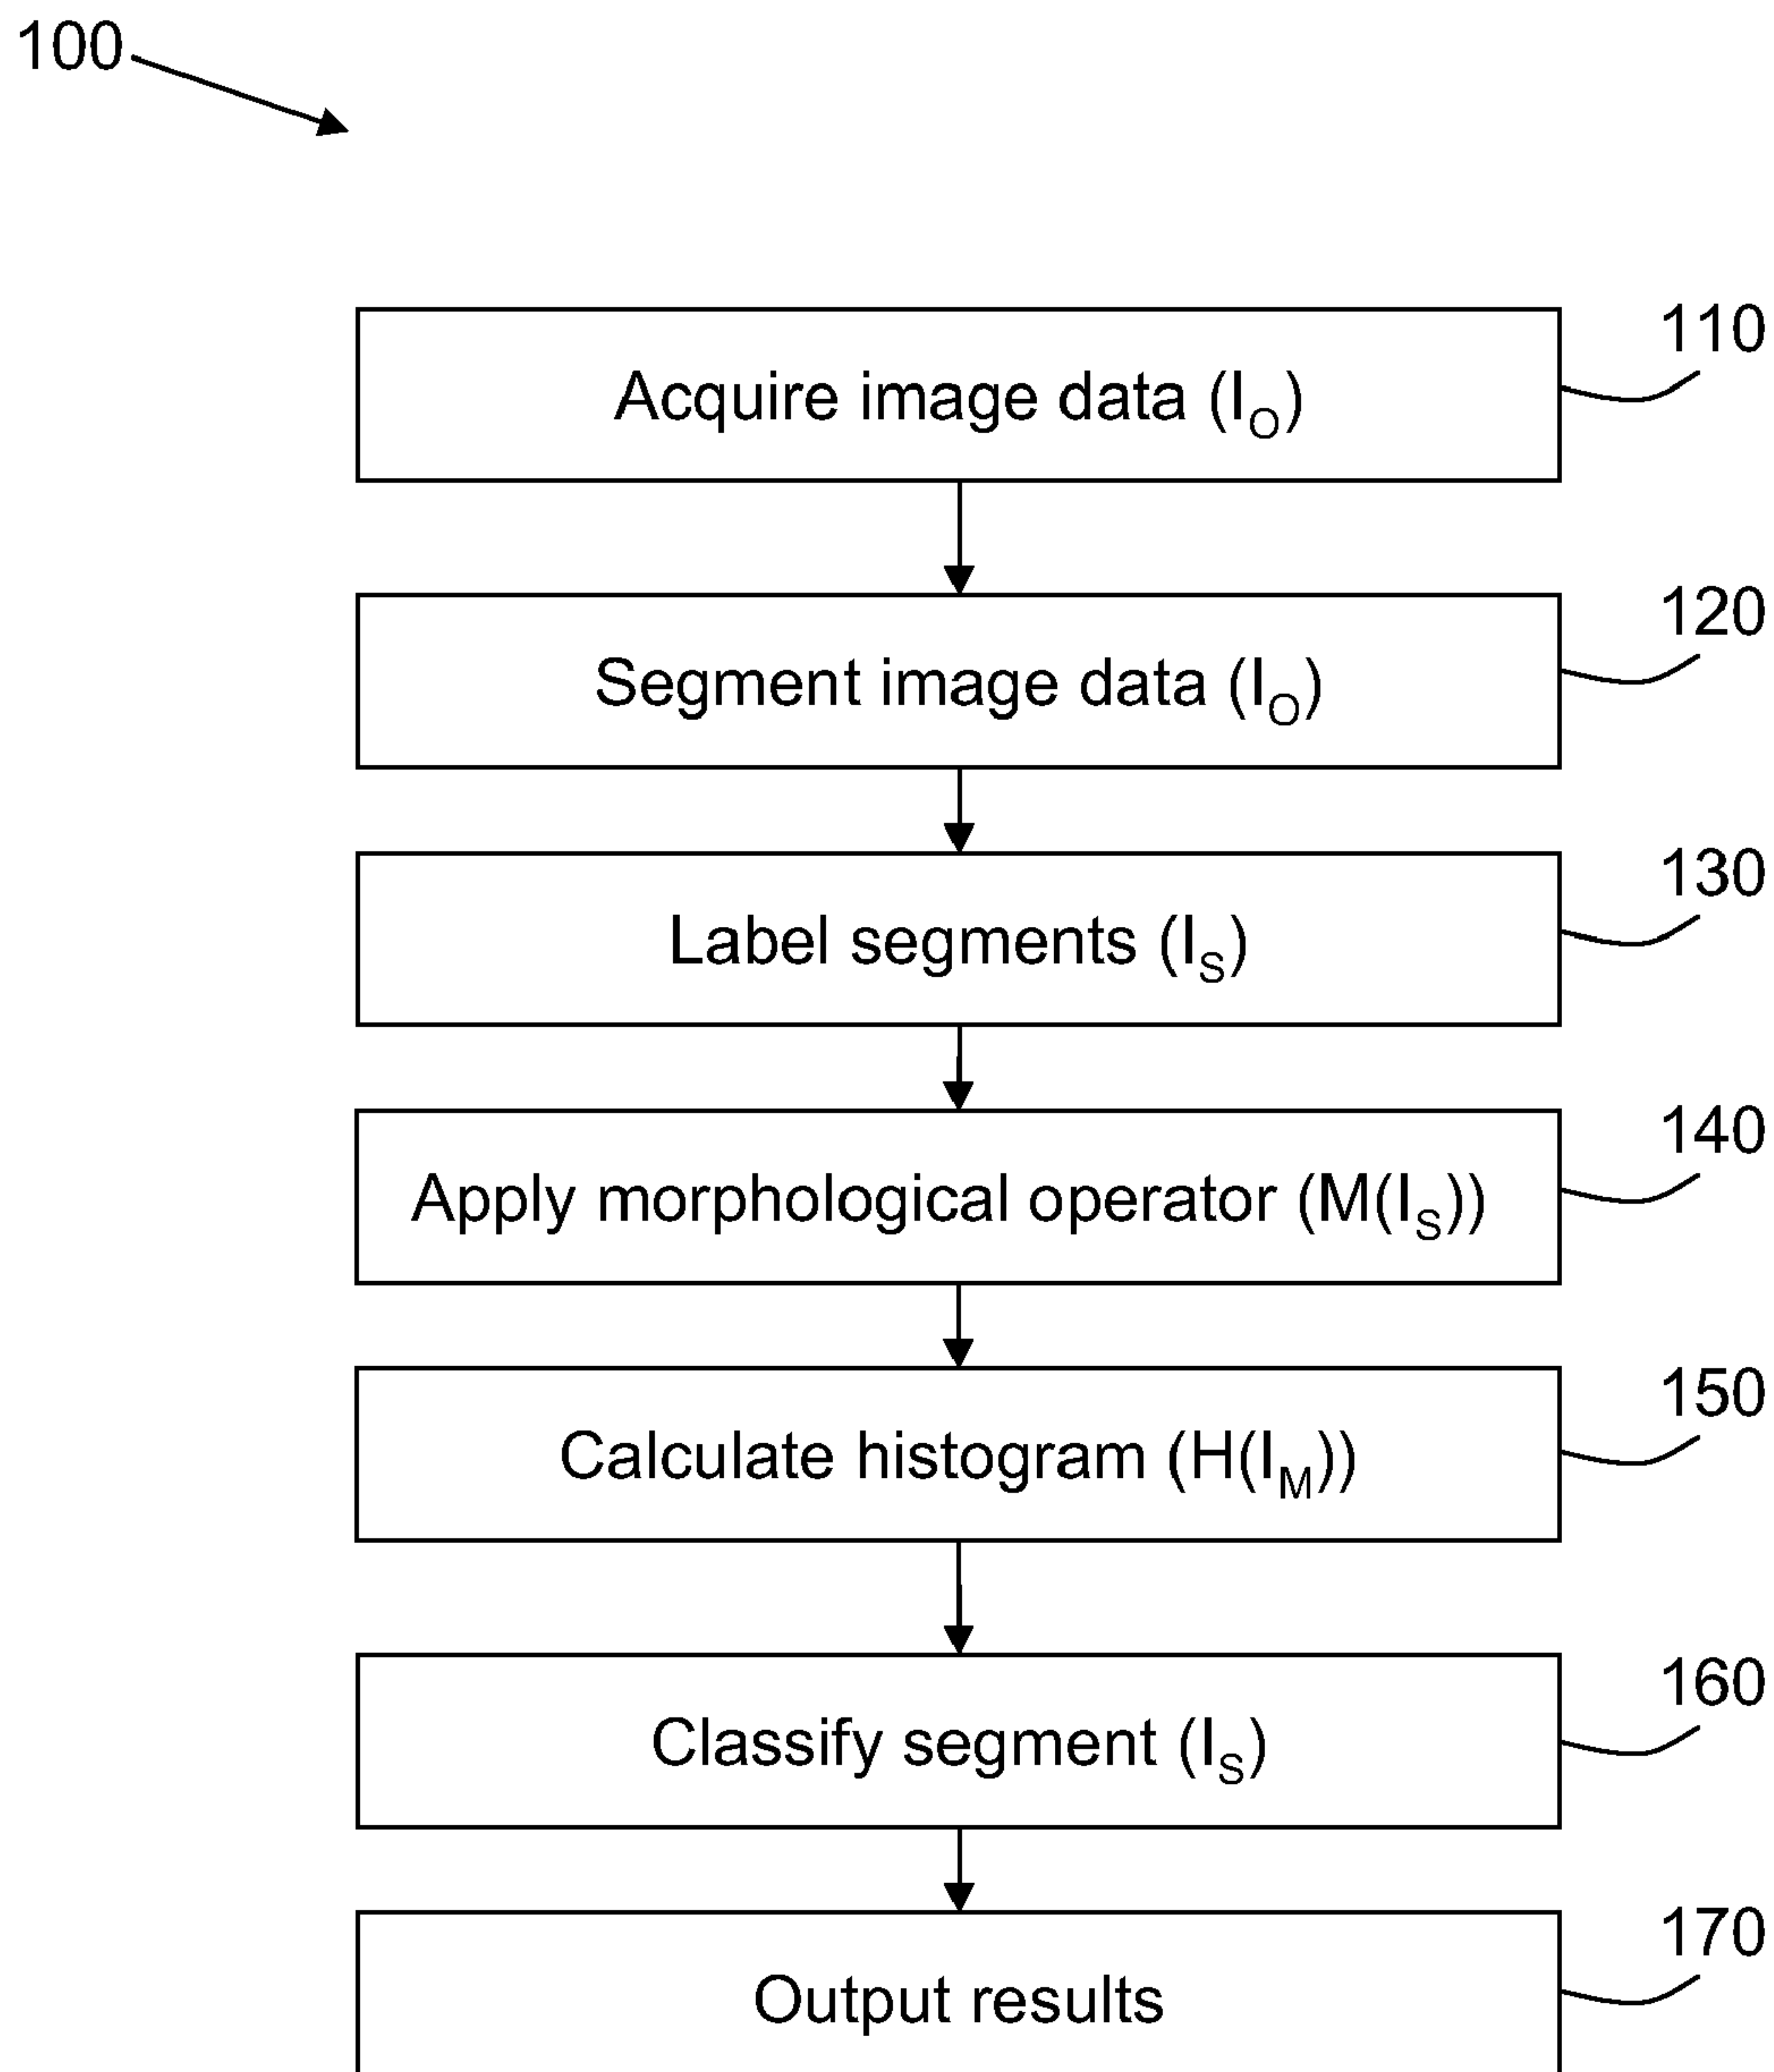 100
110
Acquire image data (I_O)
120
Segment image data (I_O)
130
Label segments (I_S)
140
Apply morphological operator (M(I_S))
150
Calculate histogram (H(I_M))
160
Classify segment (I_S)
170
Output results